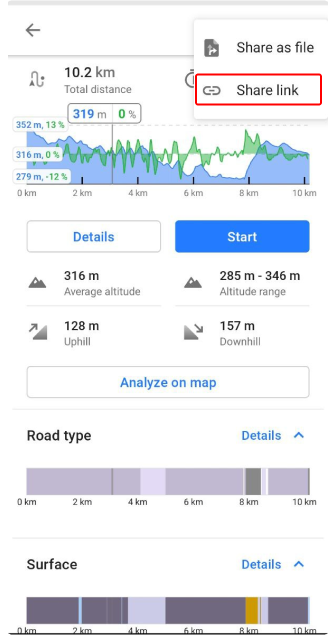 Share as file
10.2 km
Total distance
Share link
319 m 0 %
352 m, 13 %
316 m, 0 %
279 m, -12 %
0 km 2 km 4 km 6 km 8 km 10 km
Details
Start
316 m
Average altitude
285 m - 346 m
Altitude range
128 m
Uphill
157 m
Downhill
Analyze on map
Road type
Details
0 km 2 km 4 km 6 km 8 km 10 km
Surface
Details
0 km 2 km 4 km 6 km 8 km 10 km